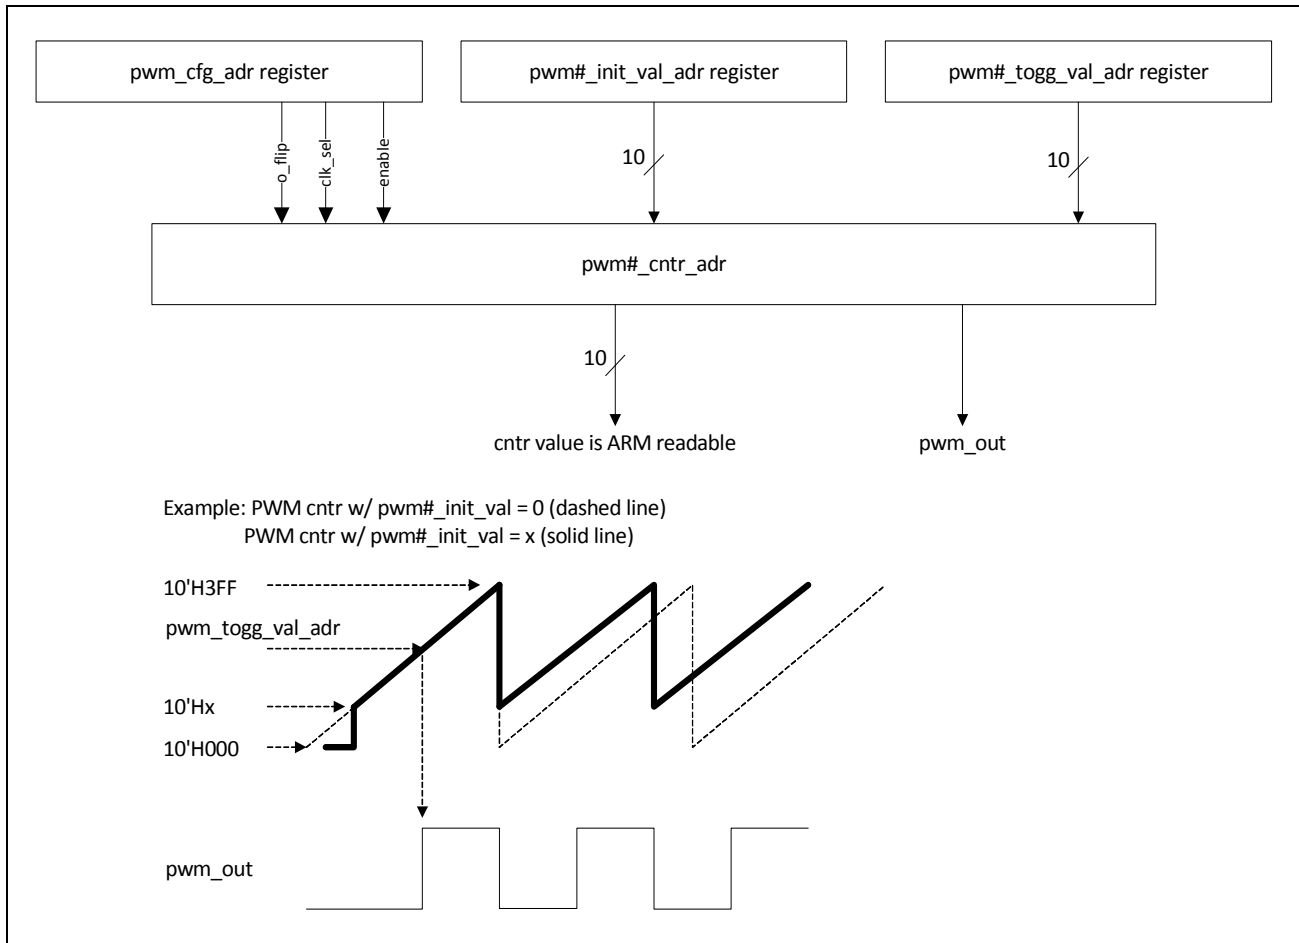 pwm_cfg_adr register
pwm#_init_val_adr register
pwm#_togg_val_adr register
o_flip
clk_sel
enable
10
10
pwm#_cntr_adr
10
cntr value is ARM readable
pwm_out
Example: PWM cntr w/ pwm#_init_val = 0 (dashed line)
PWM cntr w/ pwm#_init_val = x (solid line)
10'H3FF
pwm_togg_val_adr
10'Hx
10'H000
pwm_out